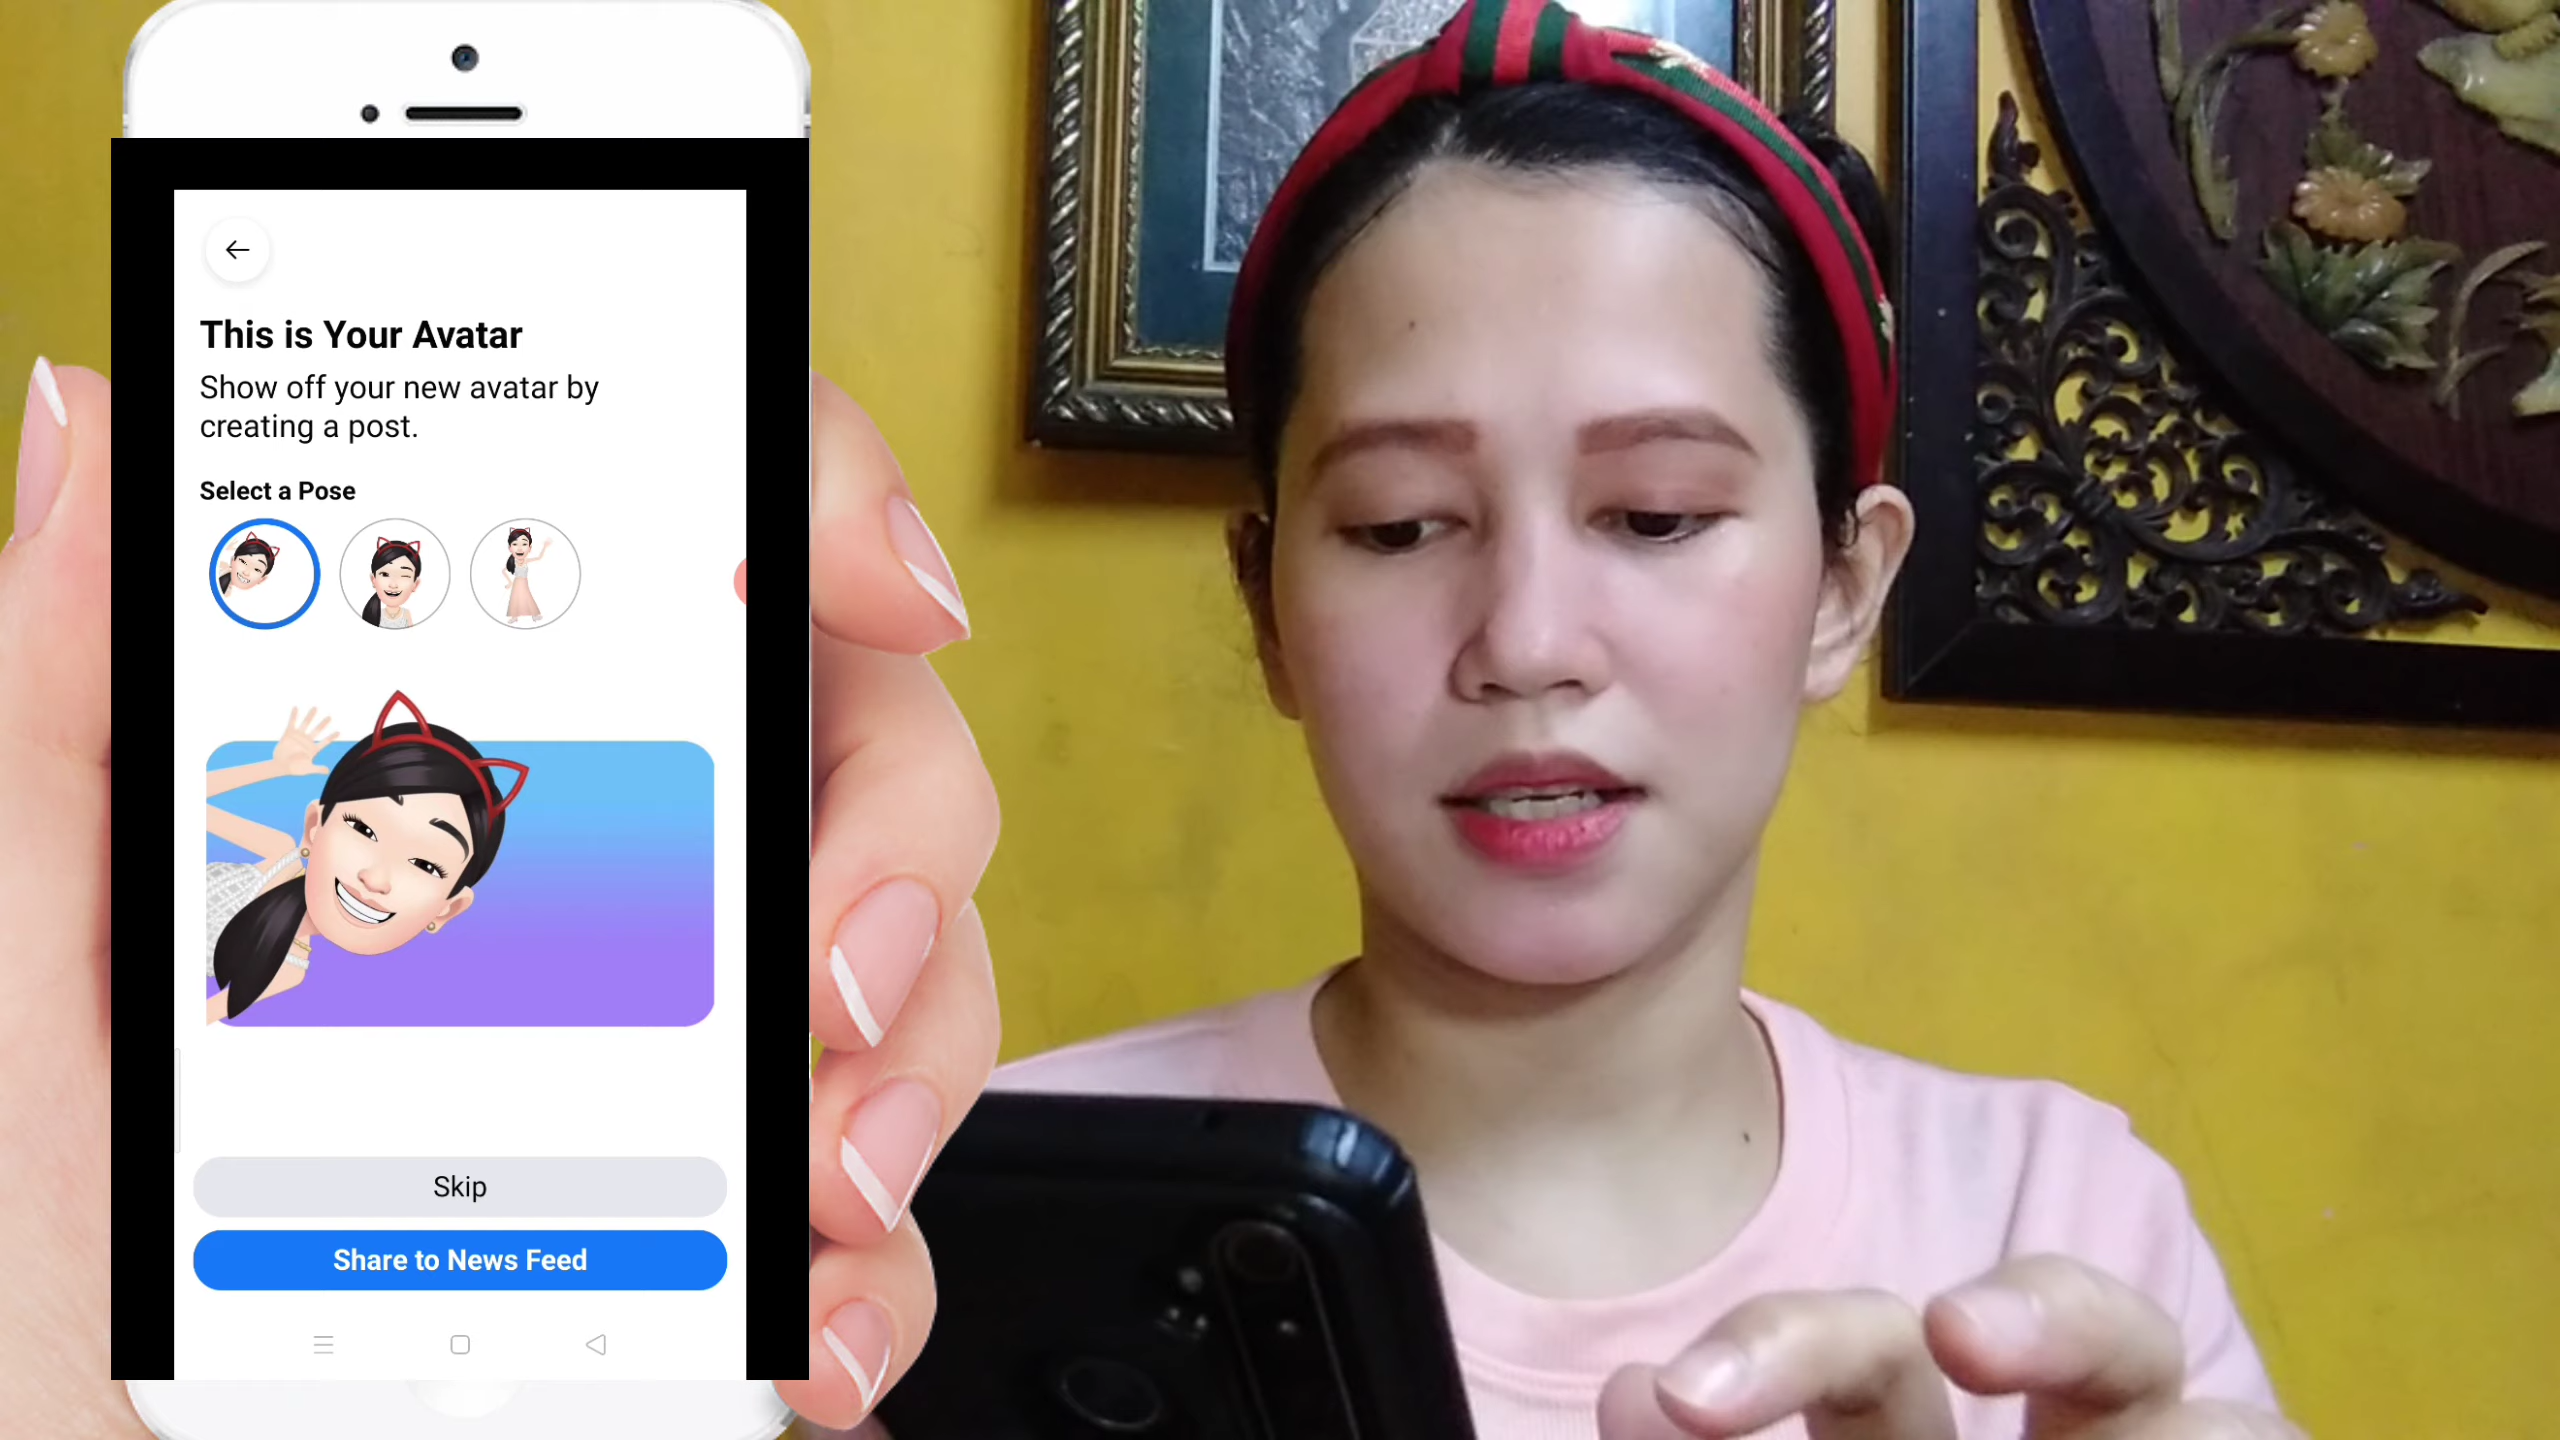 This is Your Avatar
Show off your new avatar by
creating a post.
Select a Pose
Skip
Share to News Feed